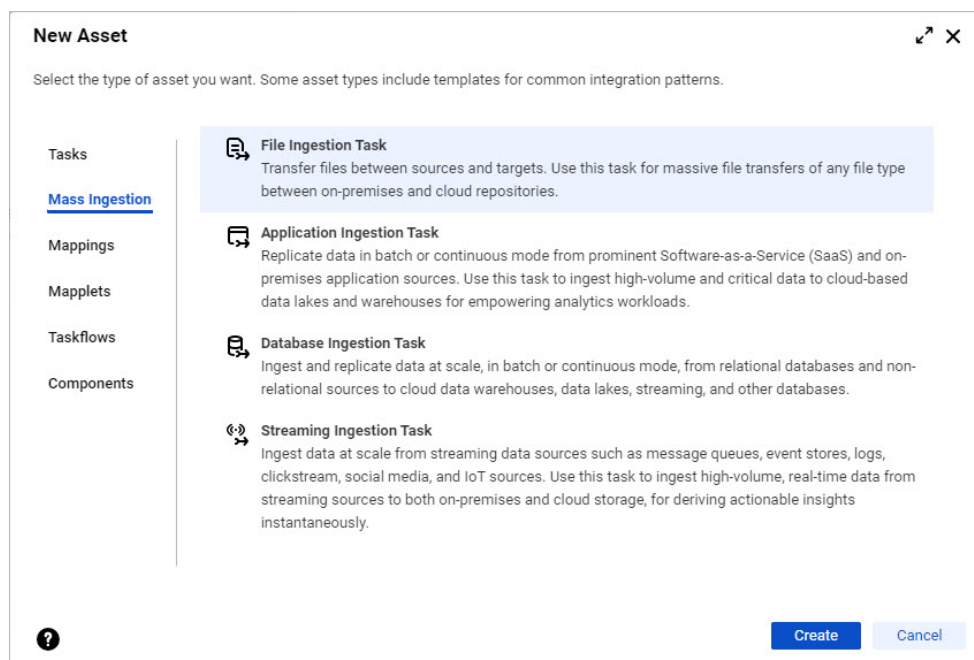 New Asset
Select the type of asset you want. Some asset types include templates for common integration patterns.
Tasks
Mass Ingestion
Mappings
Mapplets
Taskflows
Components
File Ingestion Task
Transfer files between sources and targets. Use this task for massive file transfers of any file type
between on-premises and cloud repositories.
Application Ingestion Task
Replicate data in batch or continuous mode from prominent Software-as-a-Service (SaaS) and on-
premises application sources. Use this task to ingest high-volume and critical data to cloud-based
data lakes and warehouses for empowering analytics workloads.
Database Ingestion Task
Ingest and replicate data at scale, in batch or continuous mode, from relational databases and non-
relational sources to cloud data warehouses, data lakes, streaming, and other databases.
Streaming Ingestion Task
Ingest data at scale from streaming data sources such as message queues, event stores, logs,
clickstream, social media, and IoT sources. Use this task to ingest high-volume, real-time data from
streaming sources to both on-premises and cloud storage, for deriving actionable insights
instantaneously.
?
Create
Cancel